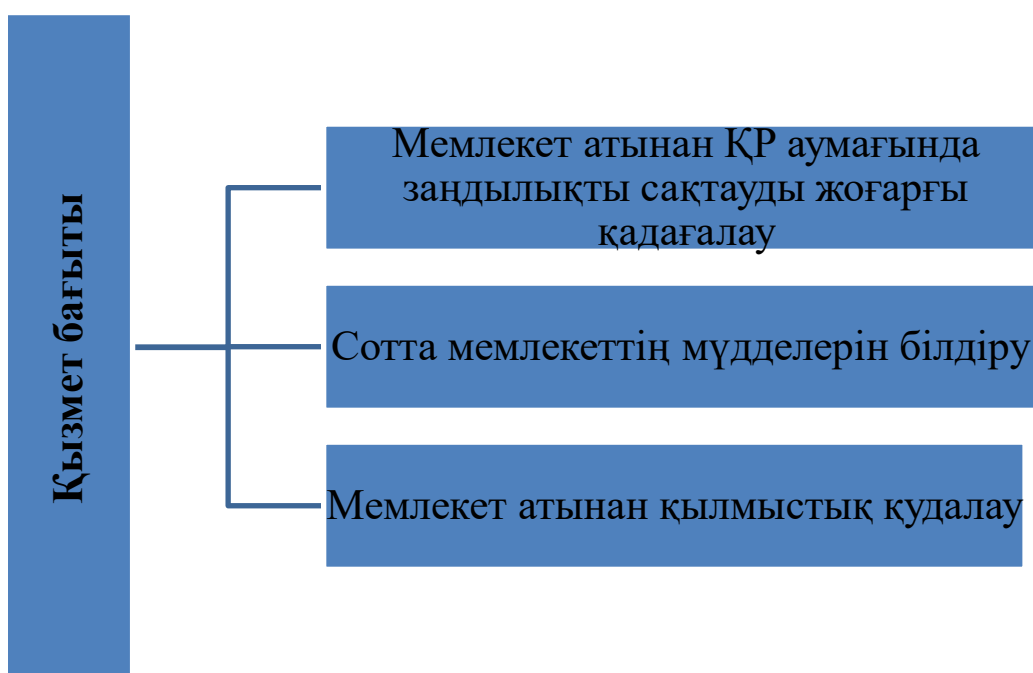 Қызмет бағыты
Мемлекет атынан ҚР аумағында
заңдылықты сақтауды жоғарғы
қадағалау
Сотта мемлекеттің мүдделерін білдіру
Мемлекет атынан қылмыстық қудалау